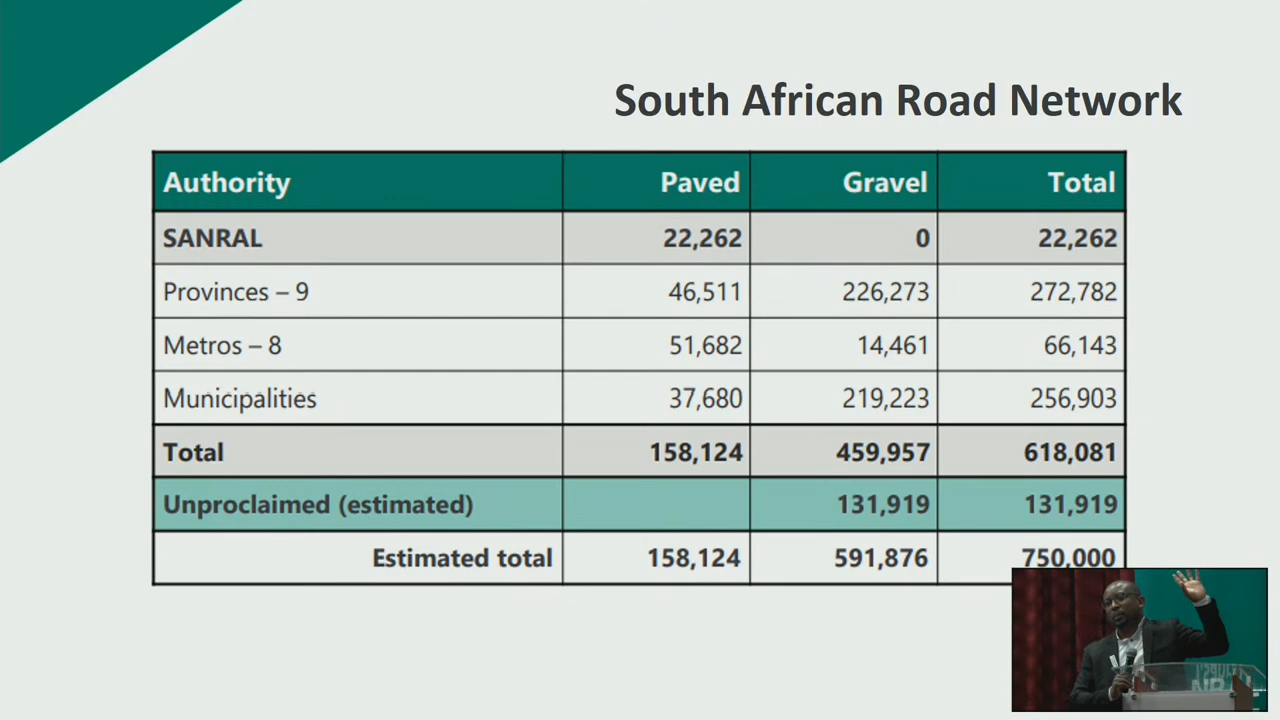 South African Road Network
Authority Paved Gravel Total
SANRAL 22,262 0 22,262
Provinces – 9 46,511 226,273 272,782
Metros – 8 51,682 14,461 66,143
Municipalities 37,680 219,223 256,903
Total 158,124 459,957 618,081
Unproclaimed (estimated) 131,919 131,919
Estimated total 158,124 591,876 750,000